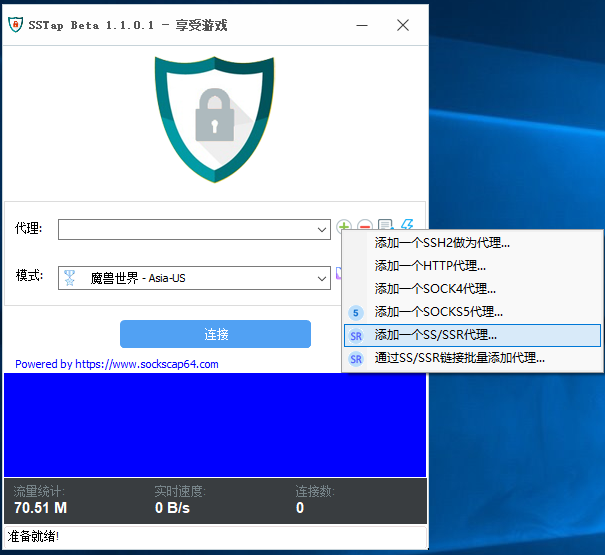 SSTap Beta 1.1.0.1 - 享受游戏
代理:
模式:
魔兽世界 - Asia-US
添加一个SSH2做为代理...
添加一个HTTP代理...
添加一个SOCK4代理...
5 添加一个SOCKS5代理...
SR 添加一个SS/SSR代理...
SR 通过SS/SSR链接批量添加代理...
连接
Powered by https://www.sockscap64.com
流量统计: 实时速度: 连接数:
70.51 M 0 B/s 0
准备就绪!